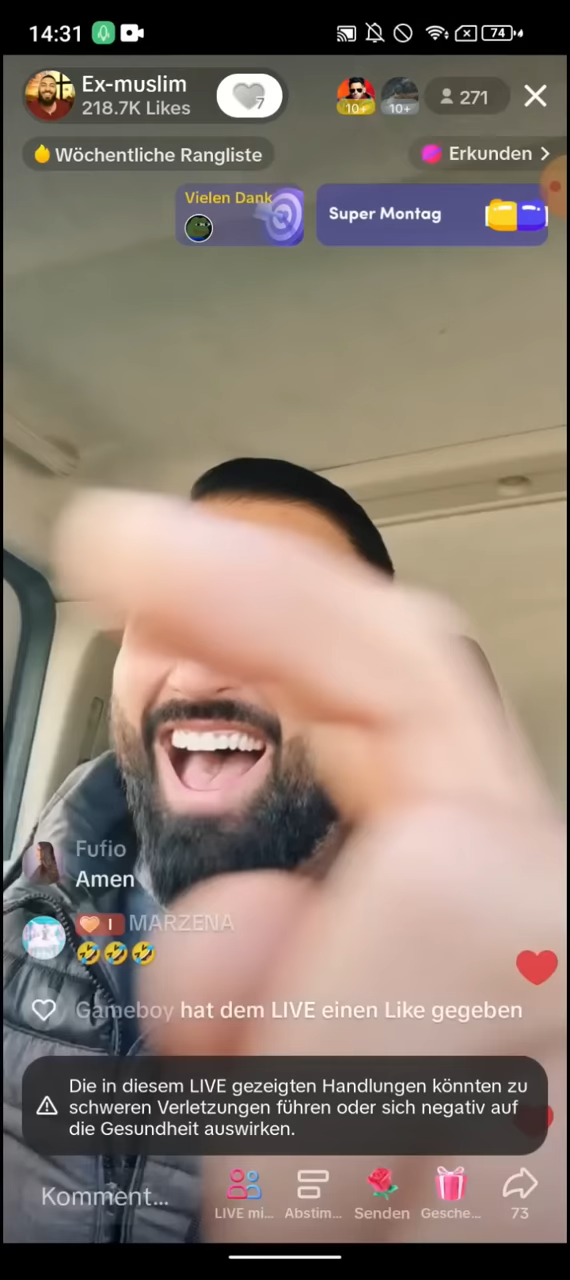 14:31
74
Ex-muslim
218.7K Likes
7
10+
10+
271
Wöchentliche Rangliste
Erkunden
Vielen Dank
Super Montag
Fufio
Amen
I MARZENA
🤣🤣🤣
Gameboy hat dem LIVE einen Like gegeben
Die in diesem LIVE gezeigten Handlungen könnten zu
schweren Verletzungen führen oder sich negativ auf
die Gesundheit auswirken.
Komment...
LIVE mi...
Abstim...
Senden
Gesche...
73